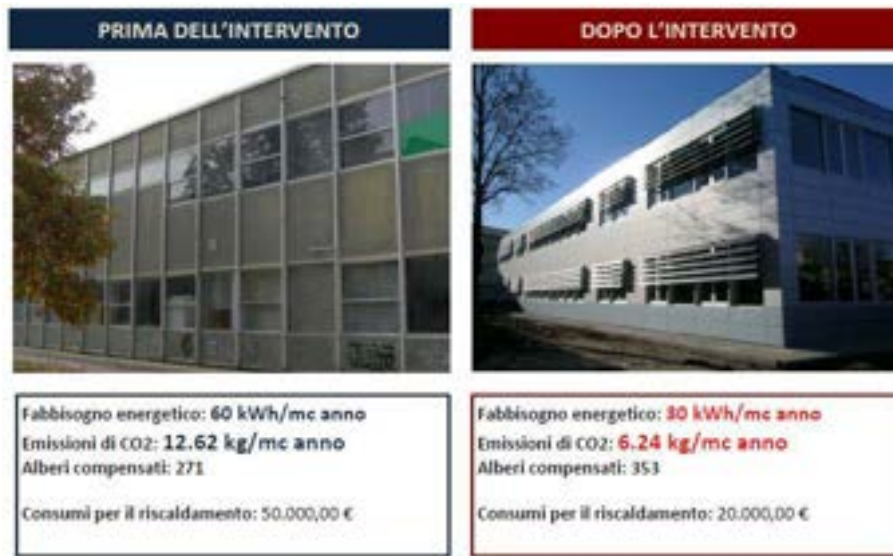 PRIMA DELL'INTERVENTO
DOPO L'INTERVENTO
Fabbisogno energetico: 60 kWh/mc anno
Emissioni di CO2: 12.62 kg/mc anno
Alberi compensati: 271
Consumi per il riscaldamento: 50.000,00 €
Fabbisogno energetico: 30 kWh/mc anno
Emissioni di CO2: 6.24 kg/mc anno
Alberi compensati: 353
Consumi per il riscaldamento: 20.000,00 €